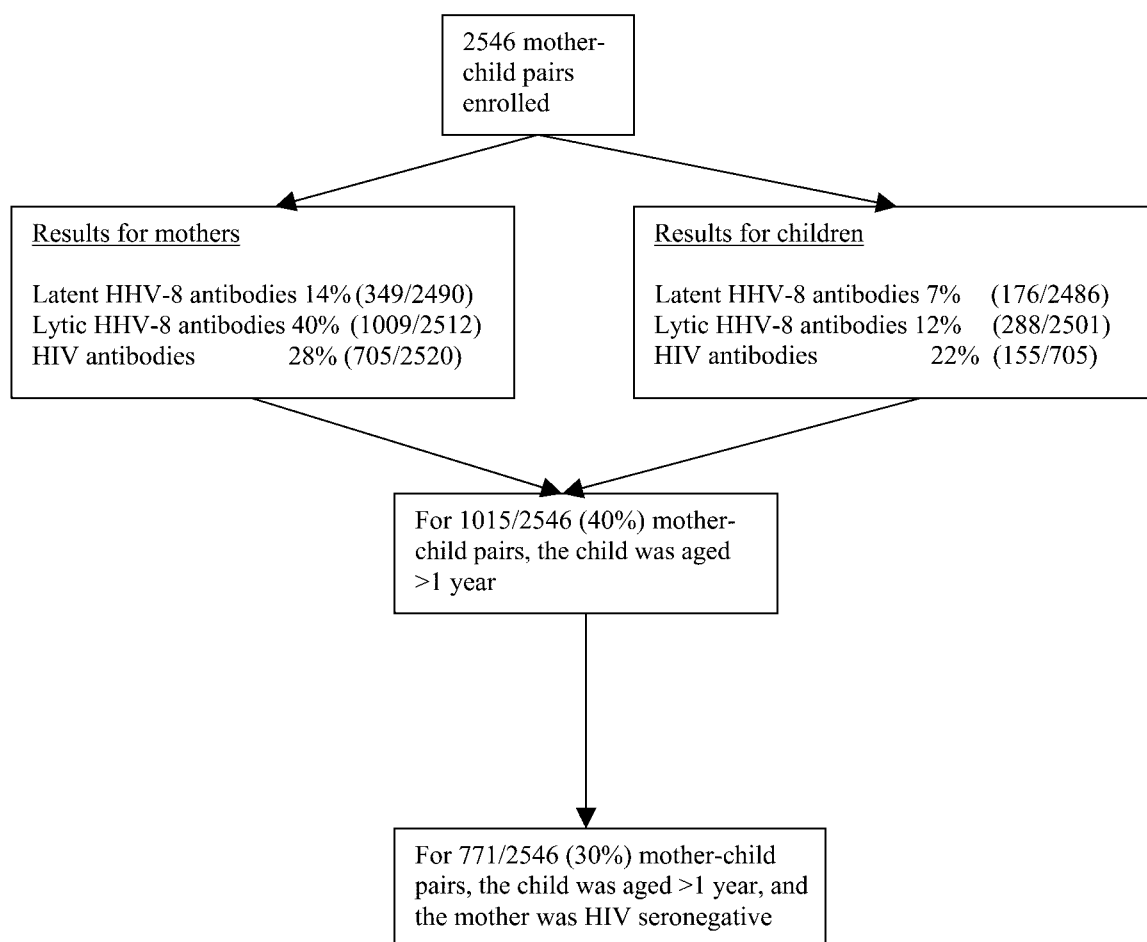 2546 mother-
child pairs
enrolled
Results for mothers
Latent HHV-8 antibodies 14% (349/2490)
Lytic HHV-8 antibodies 40% (1009/2512)
HIV antibodies 28% (705/2520)
Results for children
Latent HHV-8 antibodies 7% (176/2486)
Lytic HHV-8 antibodies 12% (288/2501)
HIV antibodies 22% (155/705)
For 1015/2546 (40%) mother-
child pairs, the child was aged
>1 year
For 771/2546 (30%) mother-child
pairs, the child was aged >1 year, and
the mother was HIV seronegative